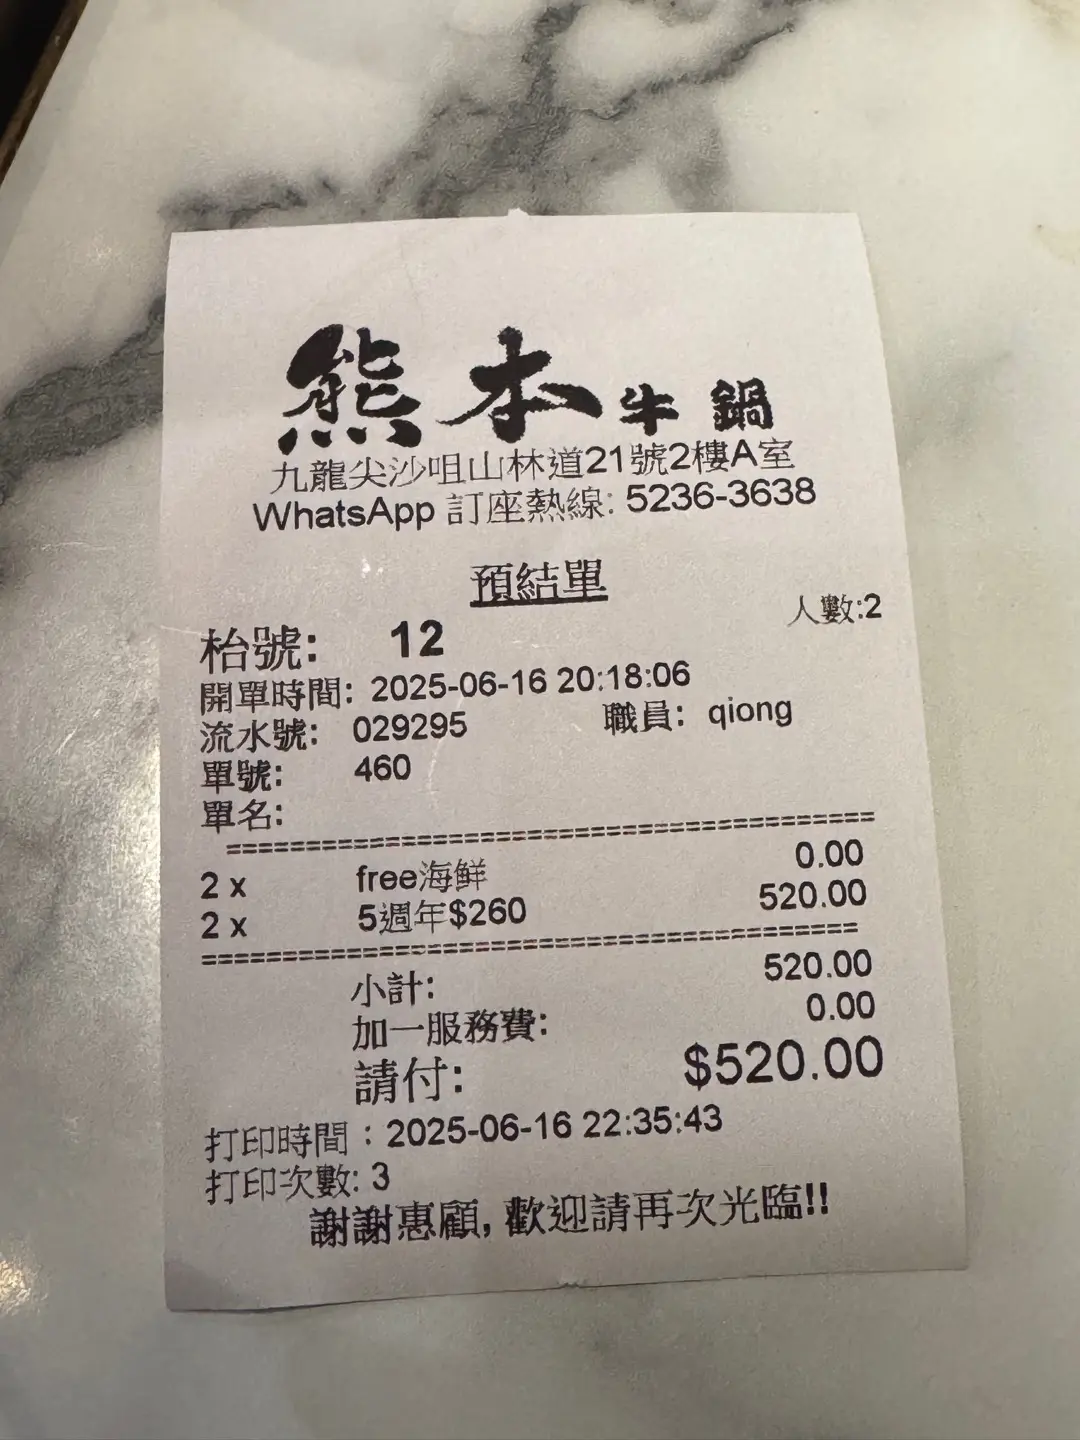 熊本牛鍋
九龍尖沙咀山林道21號2樓A室
WhatsApp 訂座熱線: 5236-3638
預結單
人數:2
枱號: 12
開單時間: 2025-06-16 20:18:06
流水號: 029295 職員: qiong
單號: 460
單名:
2 x free海鮮 0.00
2 x 5週年$260 520.00
小計: 520.00
加一服務費: 0.00
請付: $520.00
打印時間：2025-06-16 22:35:43
打印次數: 3
謝謝惠顧, 歡迎請再次光臨!!